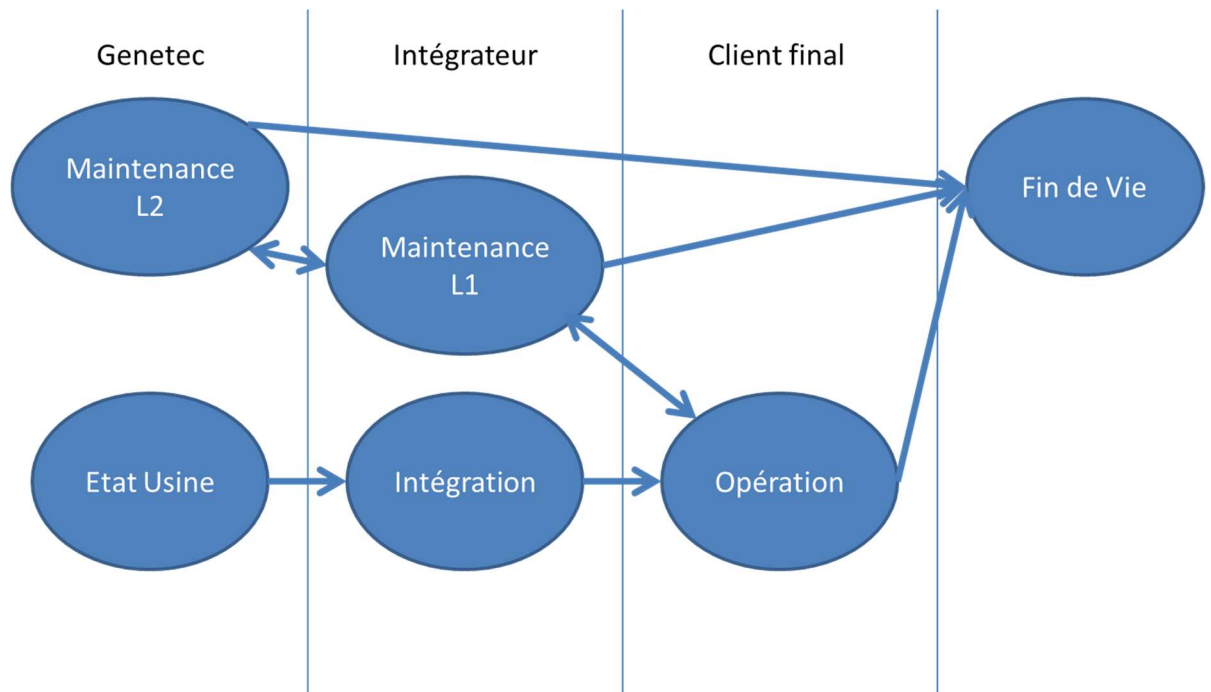 Genetec
Intégrateur
Client final
Maintenance
L2
Maintenance
L1
Fin de Vie
Etat Usine
Intégration
Opération